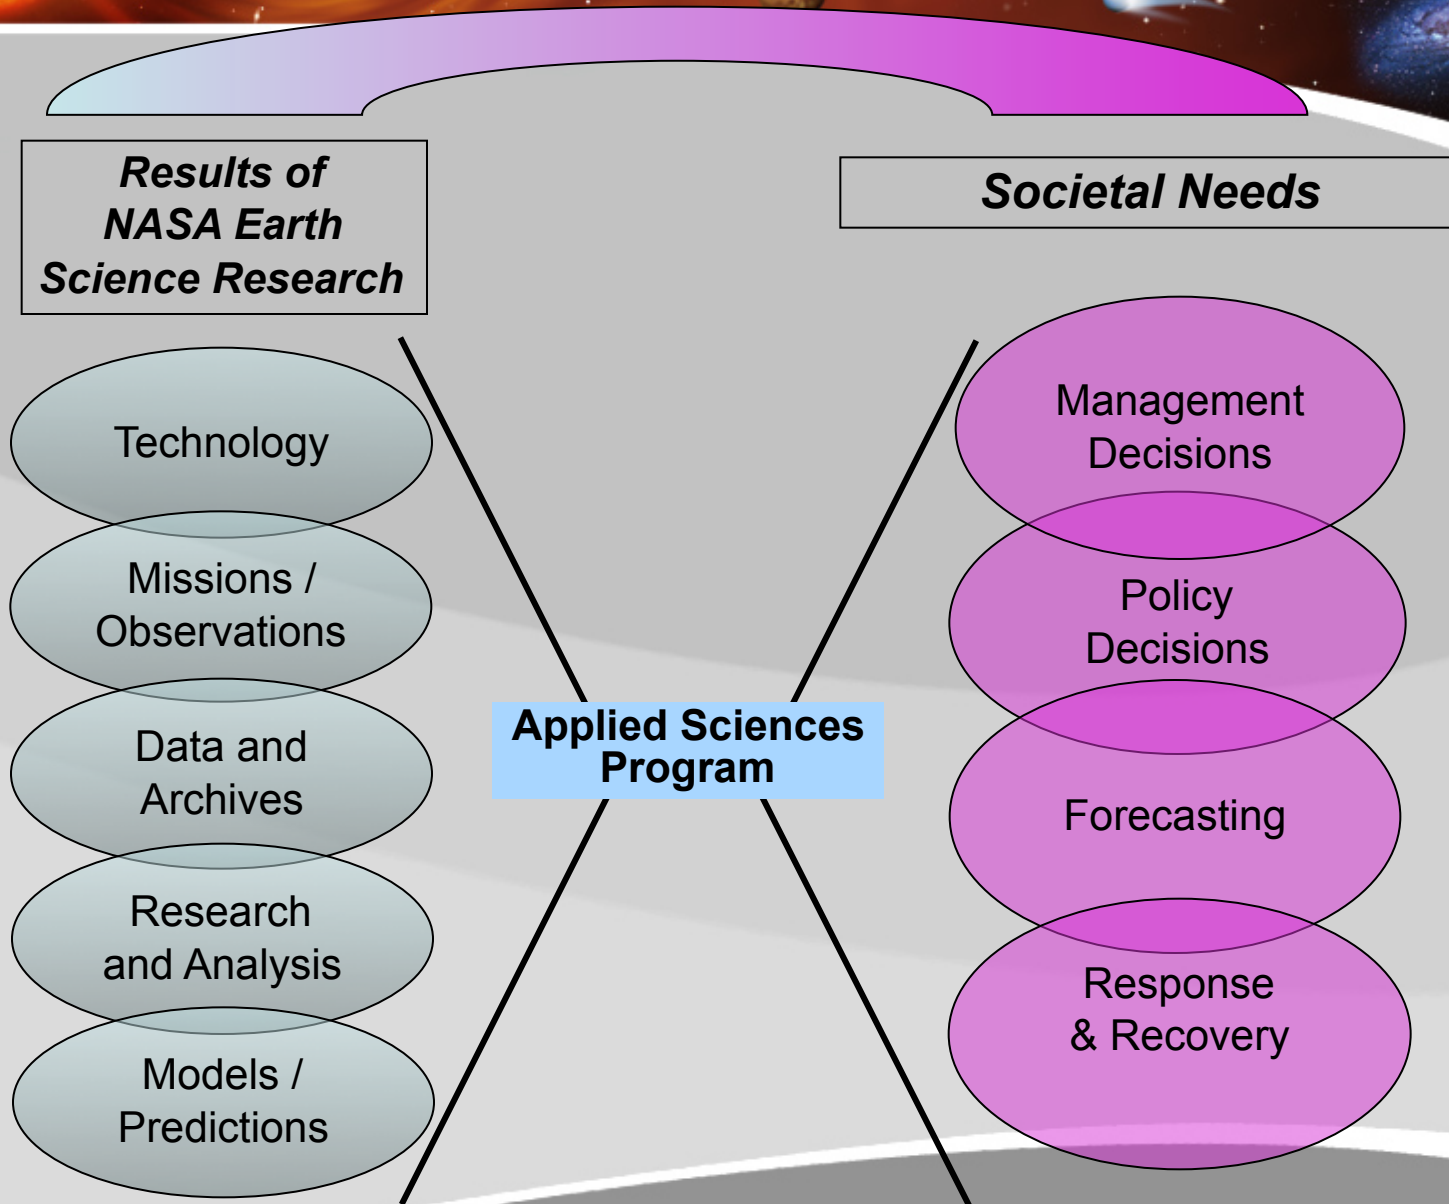 Results of
NASA Earth
Science Research
Societal Needs
Technology
Missions /
Observations
Data and
Archives
Research
and Analysis
Models /
Predictions
Applied Sciences
Program
Management
Decisions
Policy
Decisions
Forecasting
Response
& Recovery